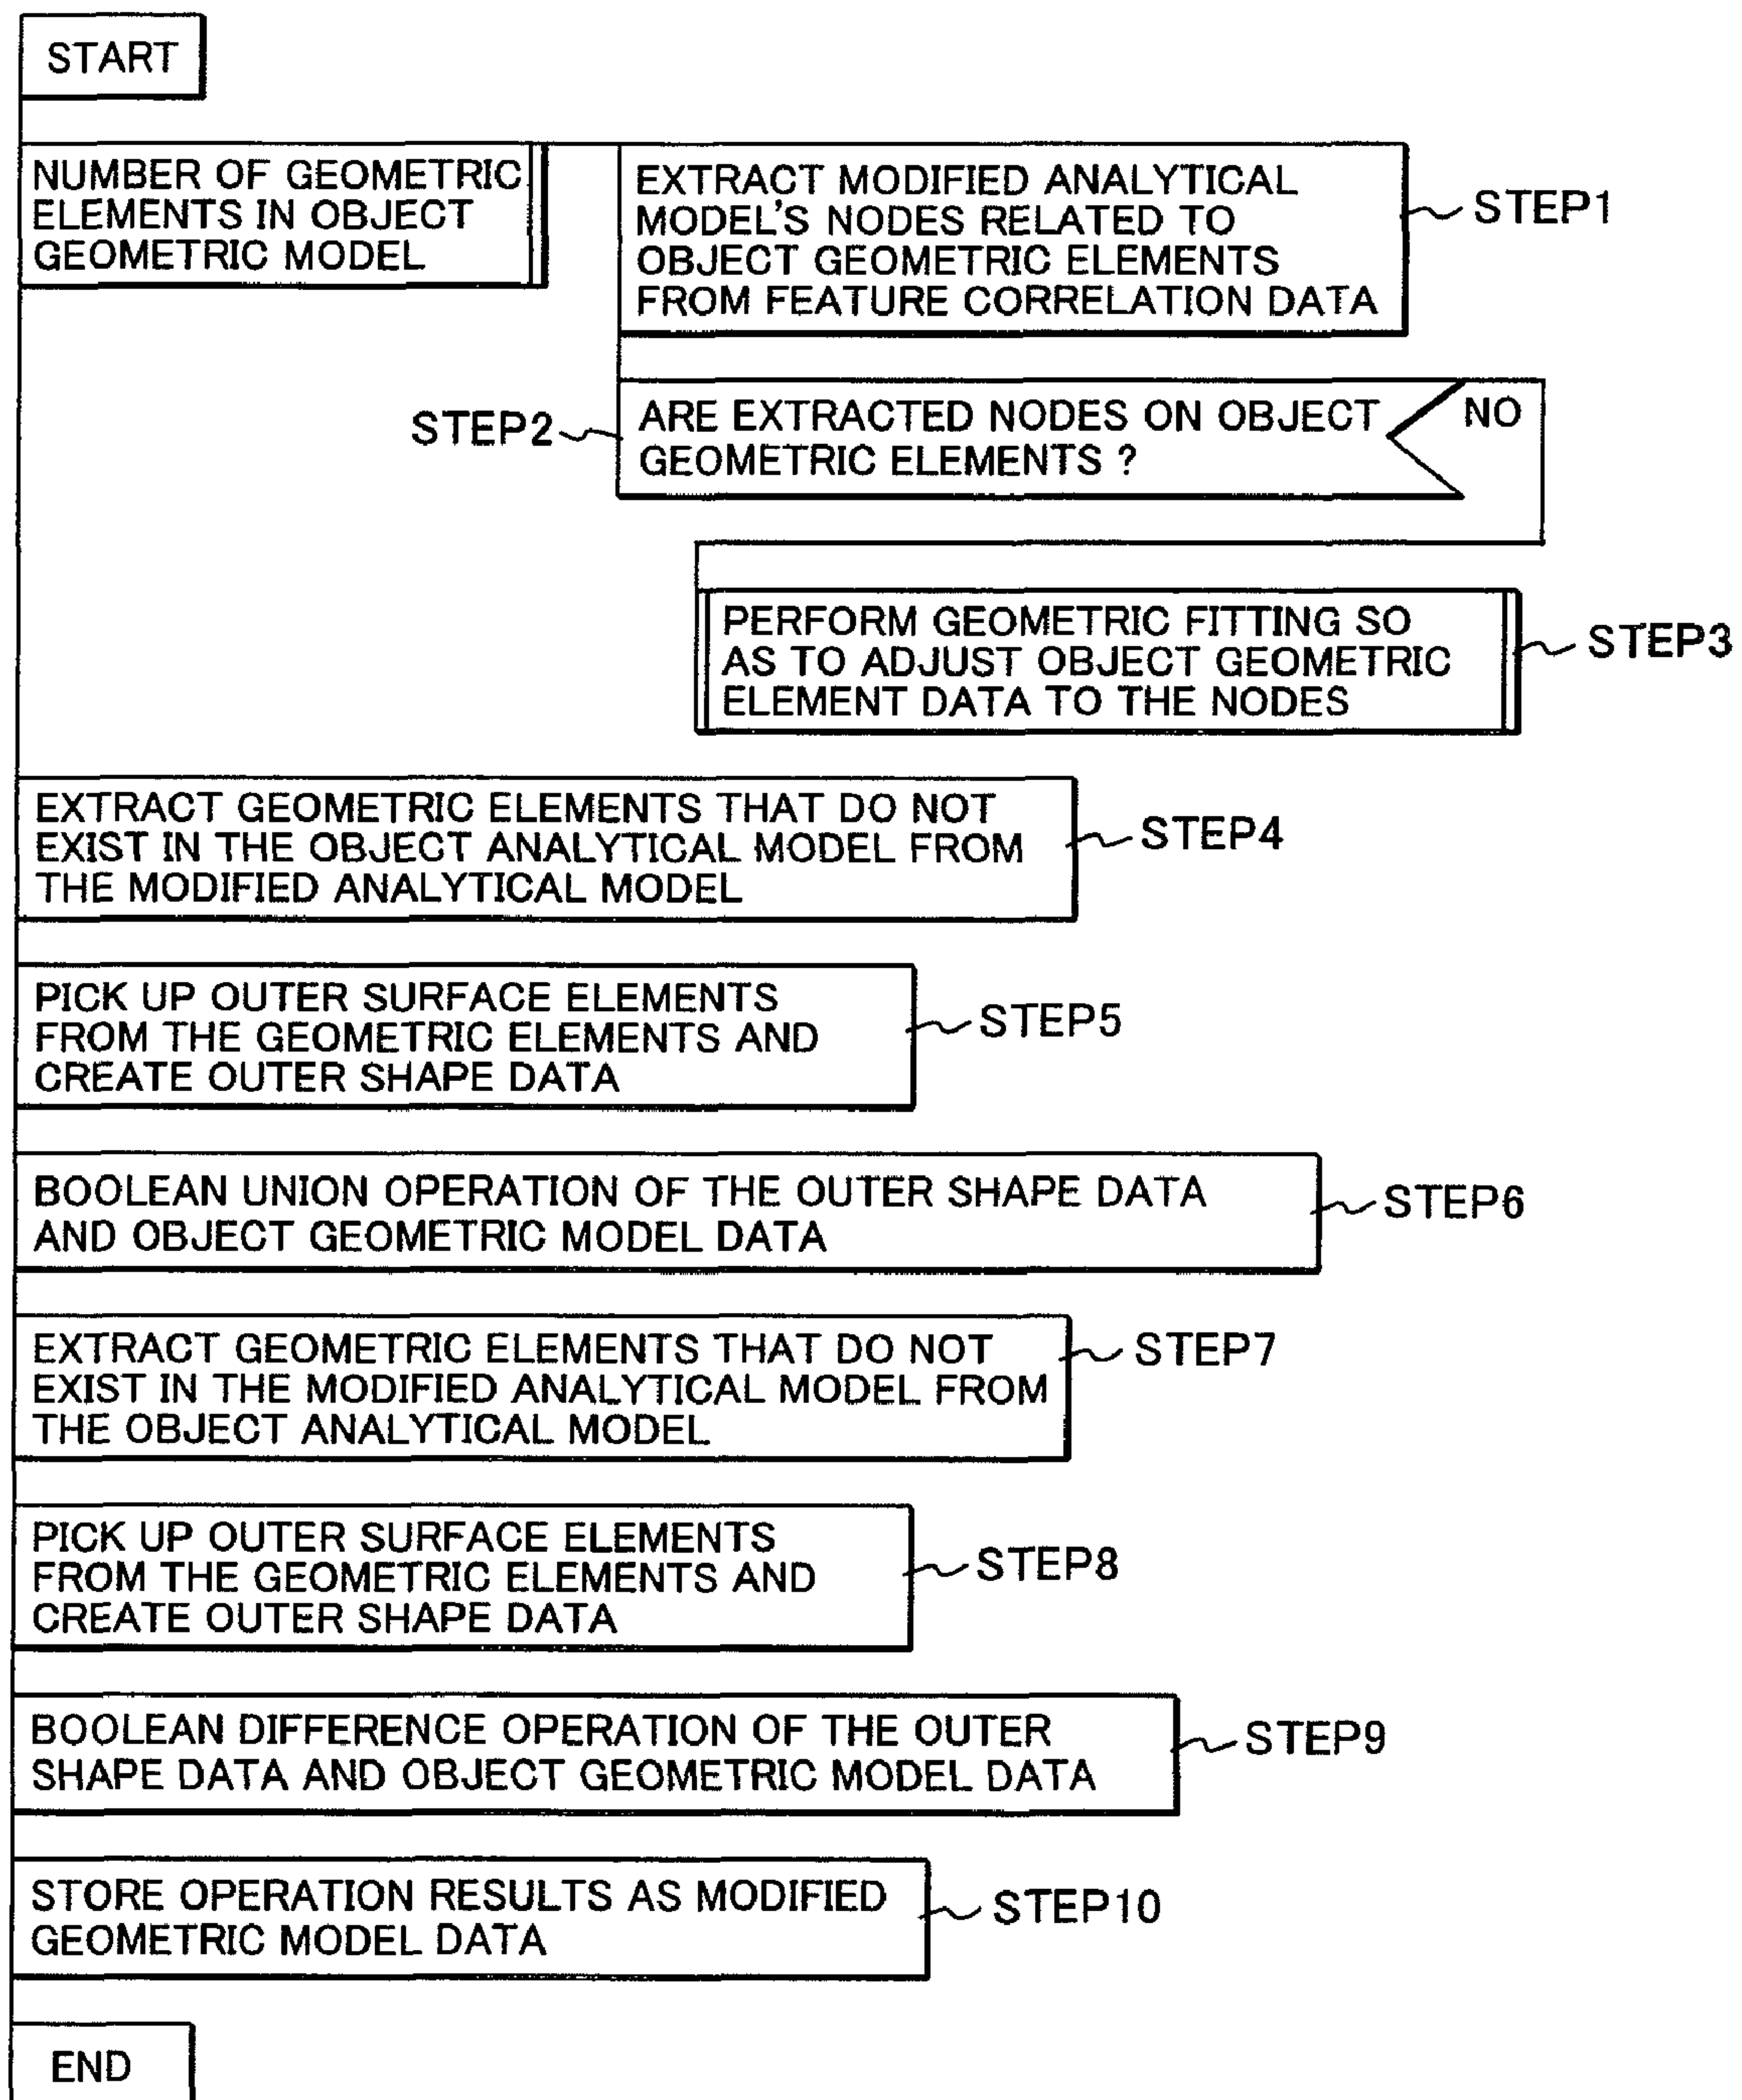 START
NUMBER OF GEOMETRIC
ELEMENTS IN OBJECT
GEOMETRIC MODEL
EXTRACT MODIFIED ANALYTICAL
MODEL'S NODES RELATED TO
OBJECT GEOMETRIC ELEMENTS
FROM FEATURE CORRELATION DATA
STEP1
STEP2
ARE EXTRACTED NODES ON OBJECT
GEOMETRIC ELEMENTS ?
NO
PERFORM GEOMETRIC FITTING SO
AS TO ADJUST OBJECT GEOMETRIC
ELEMENT DATA TO THE NODES
STEP3
EXTRACT GEOMETRIC ELEMENTS THAT DO NOT
EXIST IN THE OBJECT ANALYTICAL MODEL FROM
THE MODIFIED ANALYTICAL MODEL
STEP4
PICK UP OUTER SURFACE ELEMENTS
FROM THE GEOMETRIC ELEMENTS AND
CREATE OUTER SHAPE DATA
STEP5
BOOLEAN UNION OPERATION OF THE OUTER SHAPE DATA
AND OBJECT GEOMETRIC MODEL DATA
STEP6
EXTRACT GEOMETRIC ELEMENTS THAT DO NOT
EXIST IN THE MODIFIED ANALYTICAL MODEL FROM
THE OBJECT ANALYTICAL MODEL
STEP7
PICK UP OUTER SURFACE ELEMENTS
FROM THE GEOMETRIC ELEMENTS AND
CREATE OUTER SHAPE DATA
STEP8
BOOLEAN DIFFERENCE OPERATION OF THE OUTER
SHAPE DATA AND OBJECT GEOMETRIC MODEL DATA
STEP9
STORE OPERATION RESULTS AS MODIFIED
GEOMETRIC MODEL DATA
STEP10
END